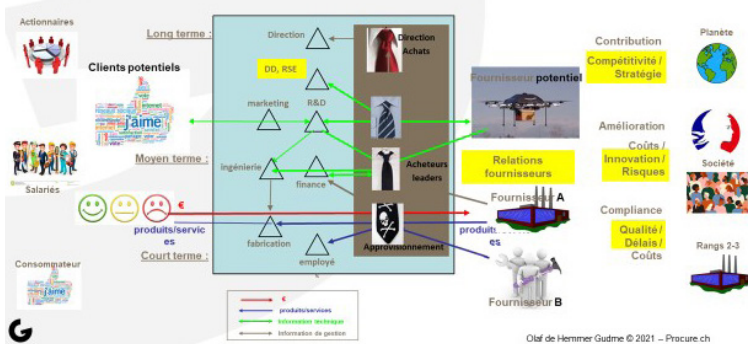 Actionnaires
Long terme :
Direction
Direction
Achats
Contribution
Planète
Clients potentiels
DD, RSE
Fournisseur potentiel
Compétitivité /
Stratégie
j'aime
marketing
R&D
Amélioration
Coûts /
Innovation /
Risques
Société
Moyen terme :
ingénierie
finance
Acheteurs
leaders
Relations
fournisseurs
Salariés
Fournisseur A
€
produits/servic
es
fabrication
Approvisionnement
produits
es
Compliance
Qualité /
Délais /
Coûts
Rangs 2-3
Court terme :
employé
Consommateur
j'aime
Fournisseur B
€
produits/services
Information technique
Information de gestion
G
Olaf de Hemmer Gudme © 2021 – Procure.ch